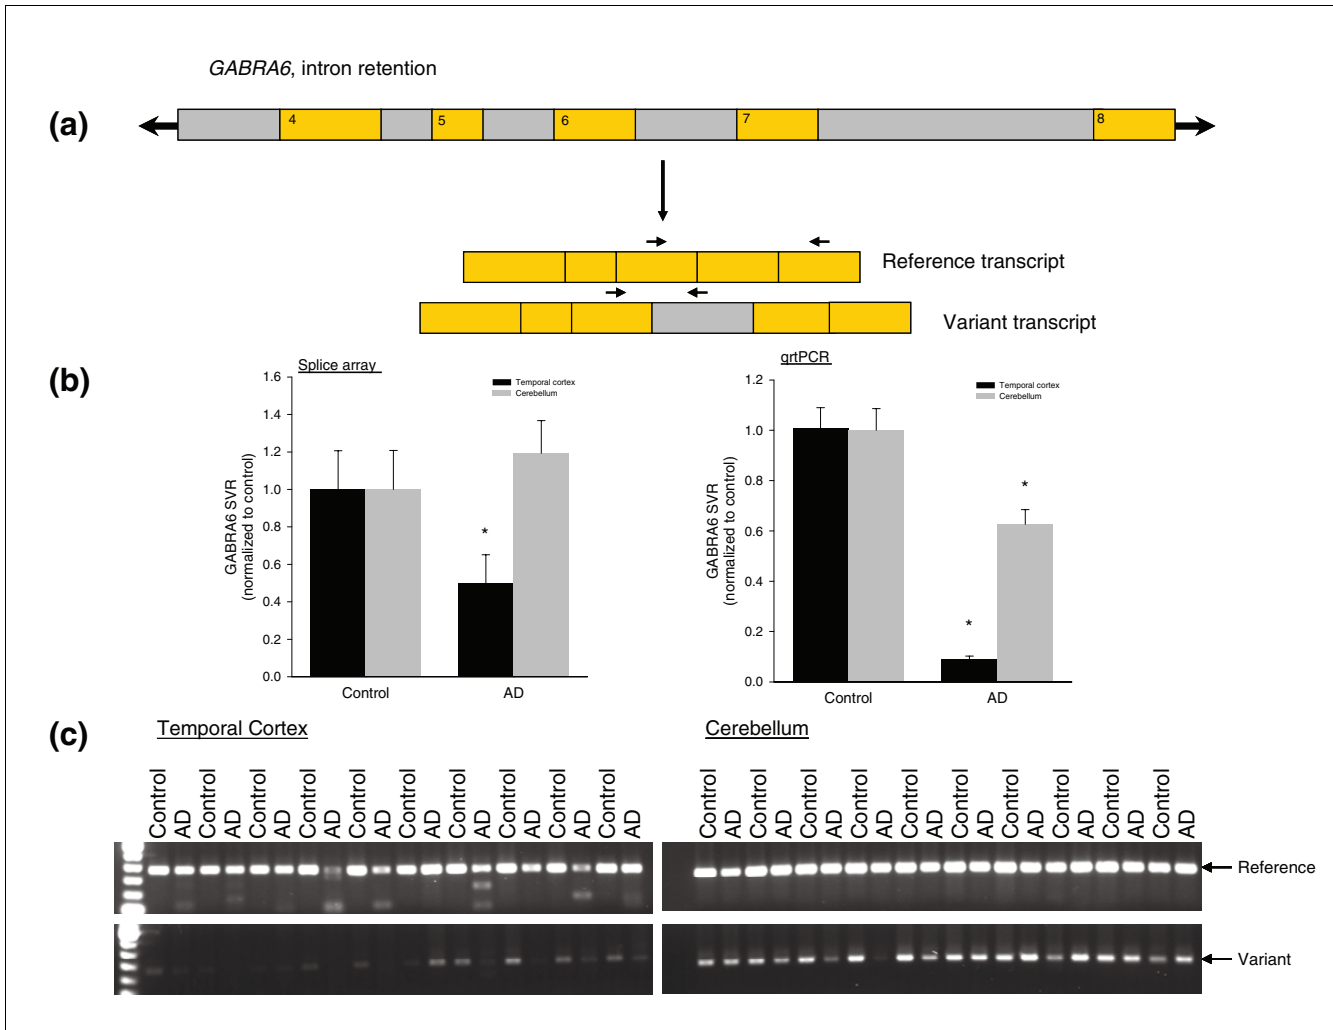 GABRA6, intron retention
(a)
4 5 6 7 8
Reference transcript
Variant transcript
(b)
Splice array
1.6
1.4
1.2
1.0
0.8
0.6
0.4
0.2
0.0
GABRA6 SVR
(normalized to control)
Temporal cortex
Cerebellum
*
Control AD
qrtPCR
1.2
1.0
0.8
0.6
0.4
0.2
0.0
GABRA6 SVR
(normalized to control)
Temporal cortex
Cerebellum
*
*
Control AD
(c)
Temporal Cortex
Control AD Control AD Control AD Control AD Control AD Control AD Control AD Control AD Control AD Control AD
Cerebellum
Control AD Control AD Control AD Control AD Control AD Control AD Control AD Control AD Control AD Control AD
Reference
Variant